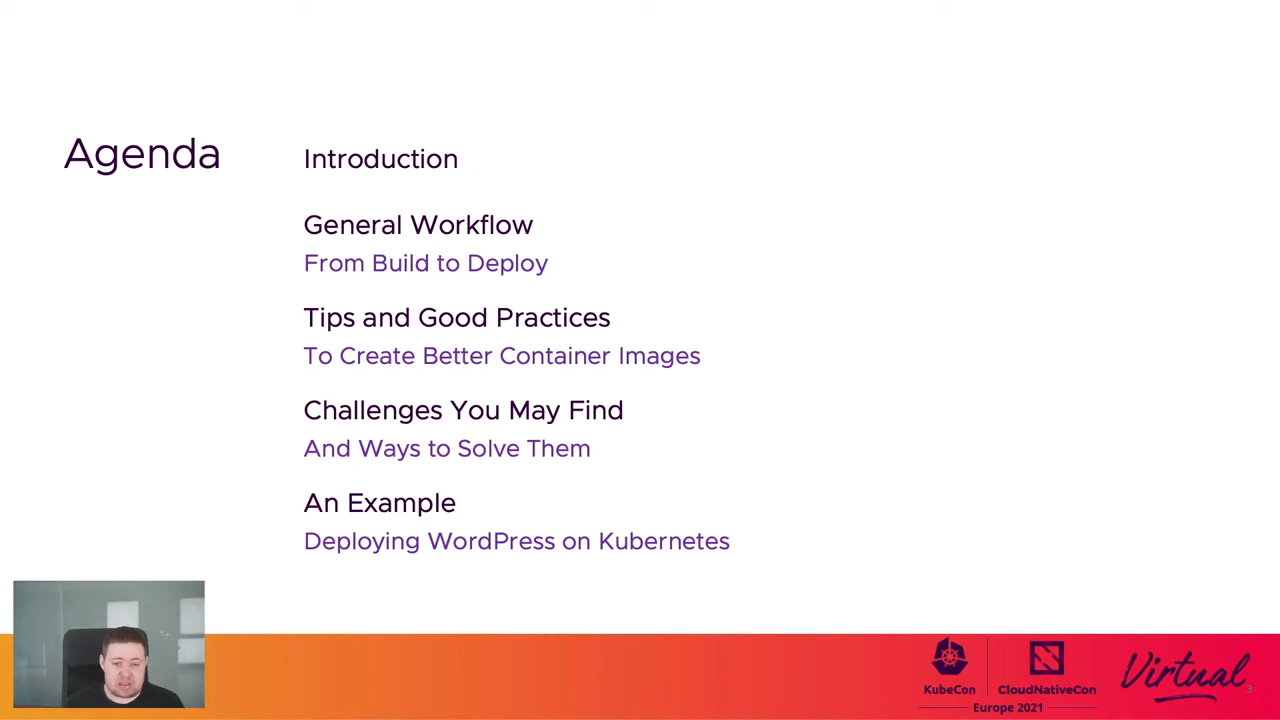 Agenda
Introduction
General Workflow
From Build to Deploy
Tips and Good Practices
To Create Better Container Images
Challenges You May Find
And Ways to Solve Them
An Example
Deploying WordPress on Kubernetes
KubeCon
CloudNativeCon
Europe 2021
Virtual
3